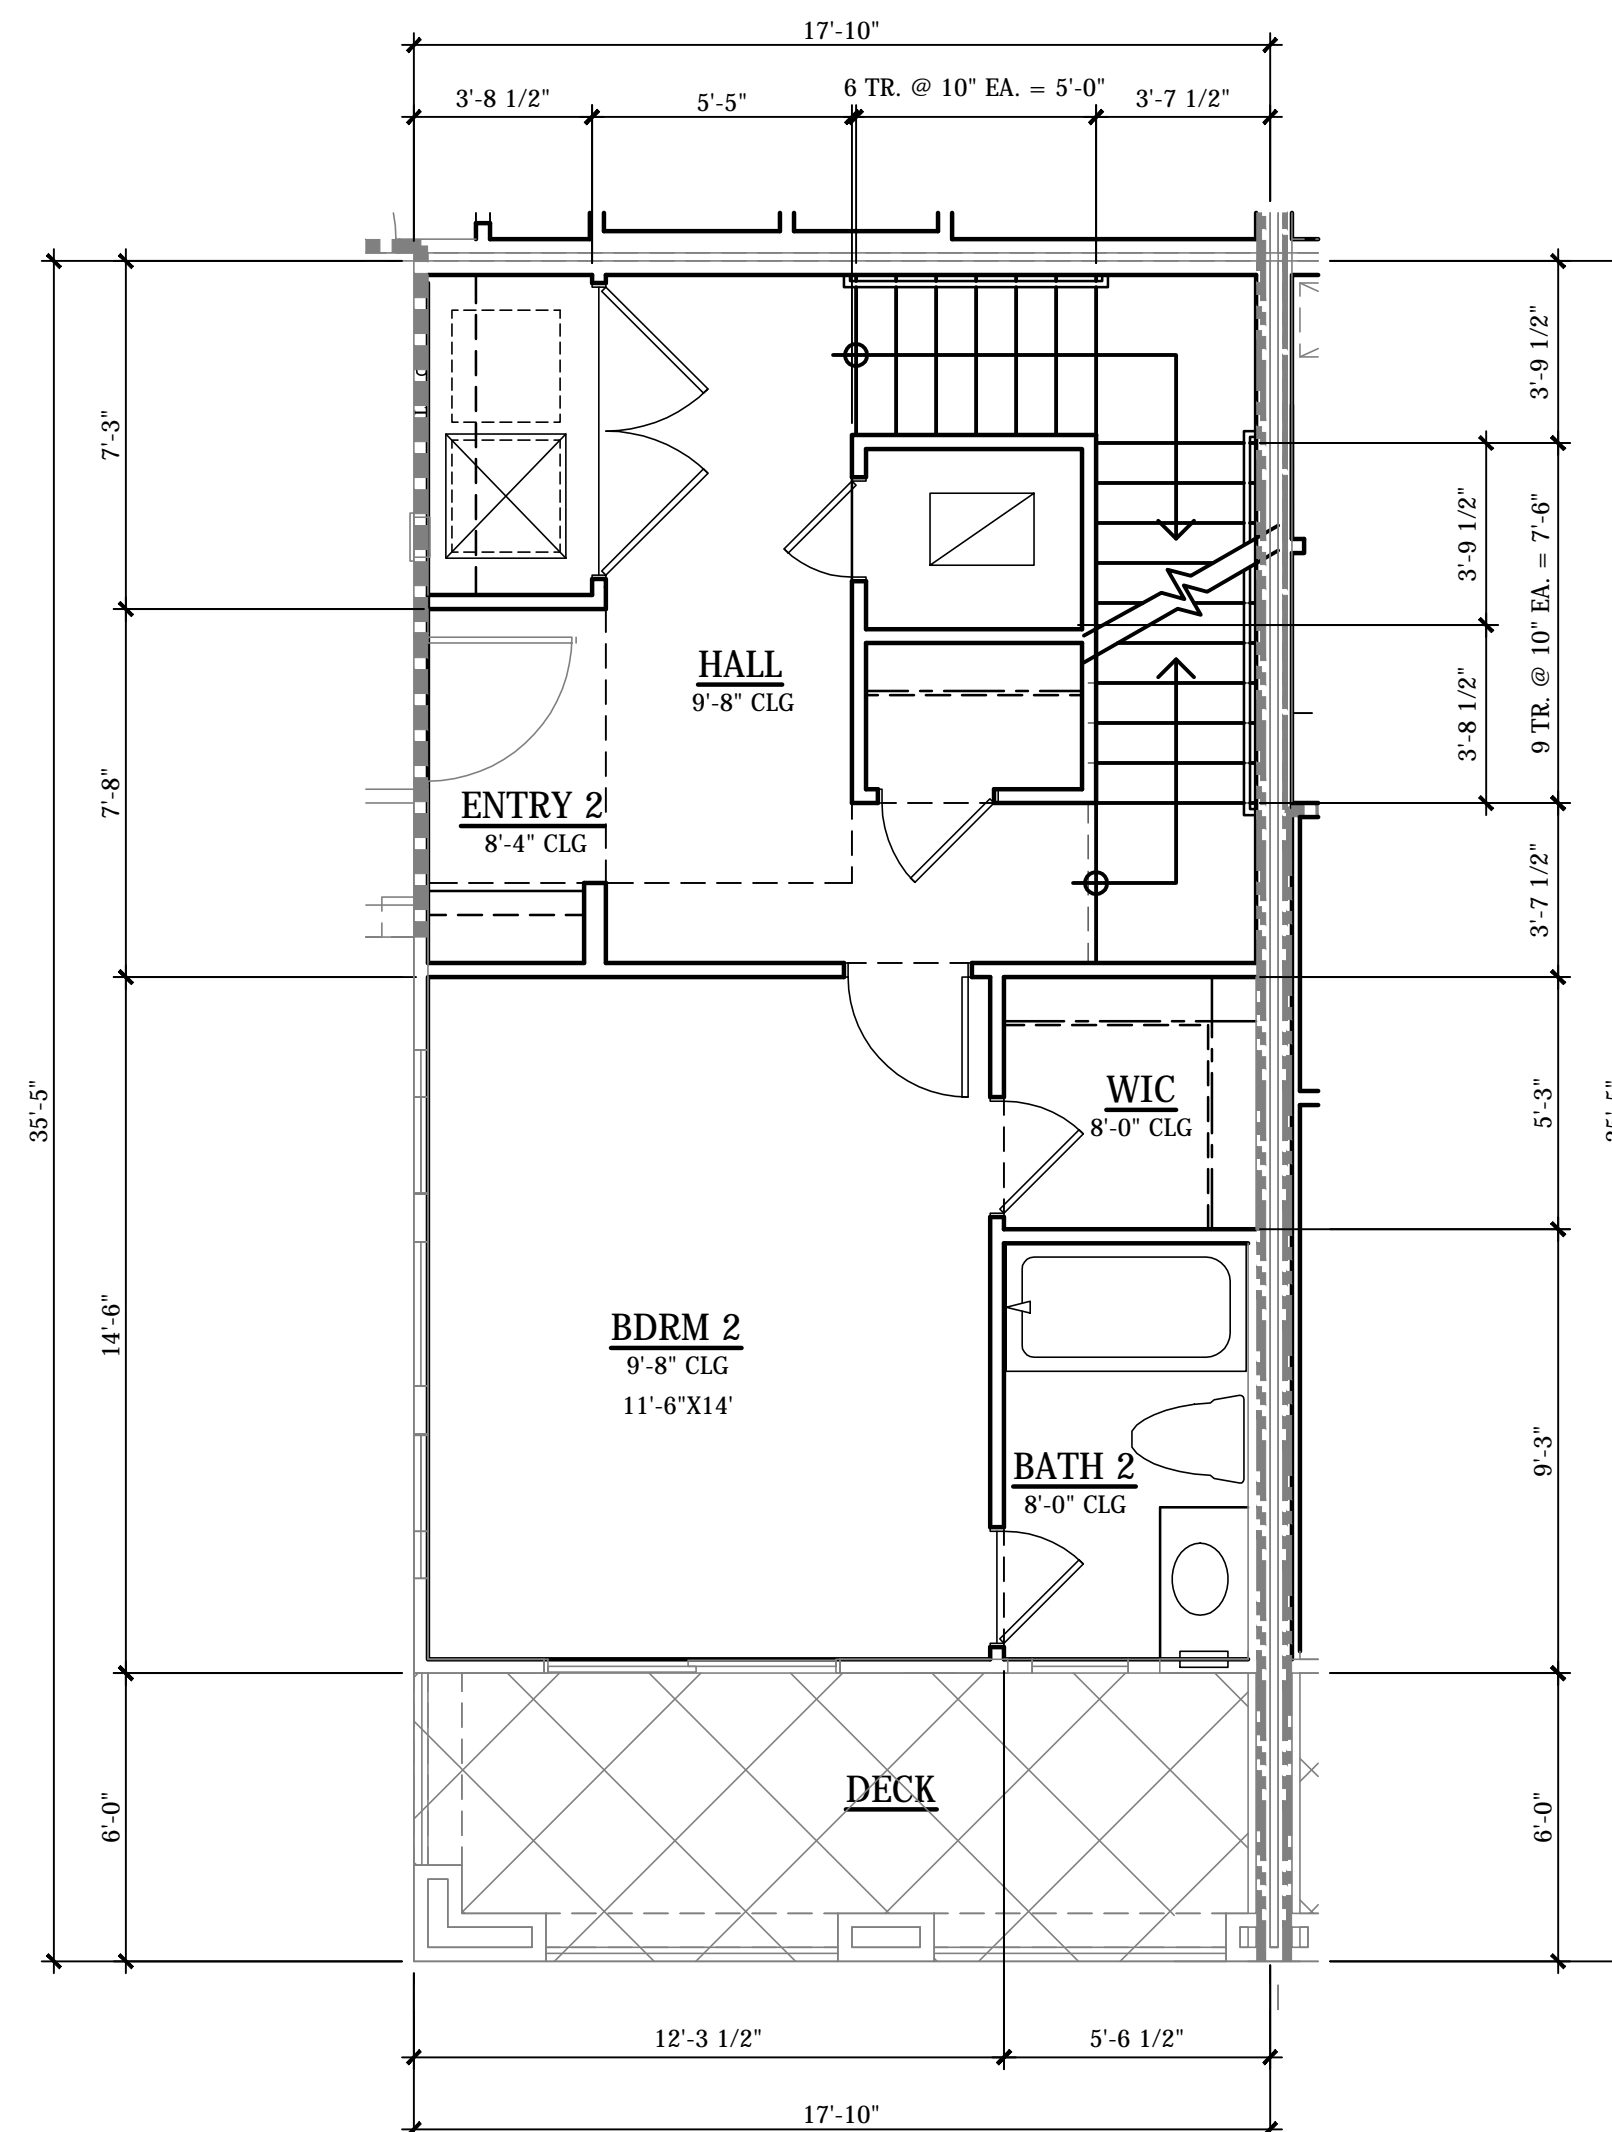 17'-10"
3'-8 1/2"
5'-5"
6 TR. @ 10" EA. = 5'-0"
3'-7 1/2"
3'-9 1/2"
7'-3"
3'-9 1/2"
9 TR. @ 10" EA. = 7'-6"
HALL
9'-8" CLG
3'-8 1/2"
7'-8"
ENTRY 2
8'-4" CLG
3'-7 1/2"
35'-5"
WIC
8'-0" CLG
5'-3"
14'-6"
BDRM 2
9'-8" CLG
11'-6"X14'
BATH 2
8'-0" CLG
9'-3"
DECK
6'-0"
6'-0"
12'-3 1/2"
5'-6 1/2"
17'-10"